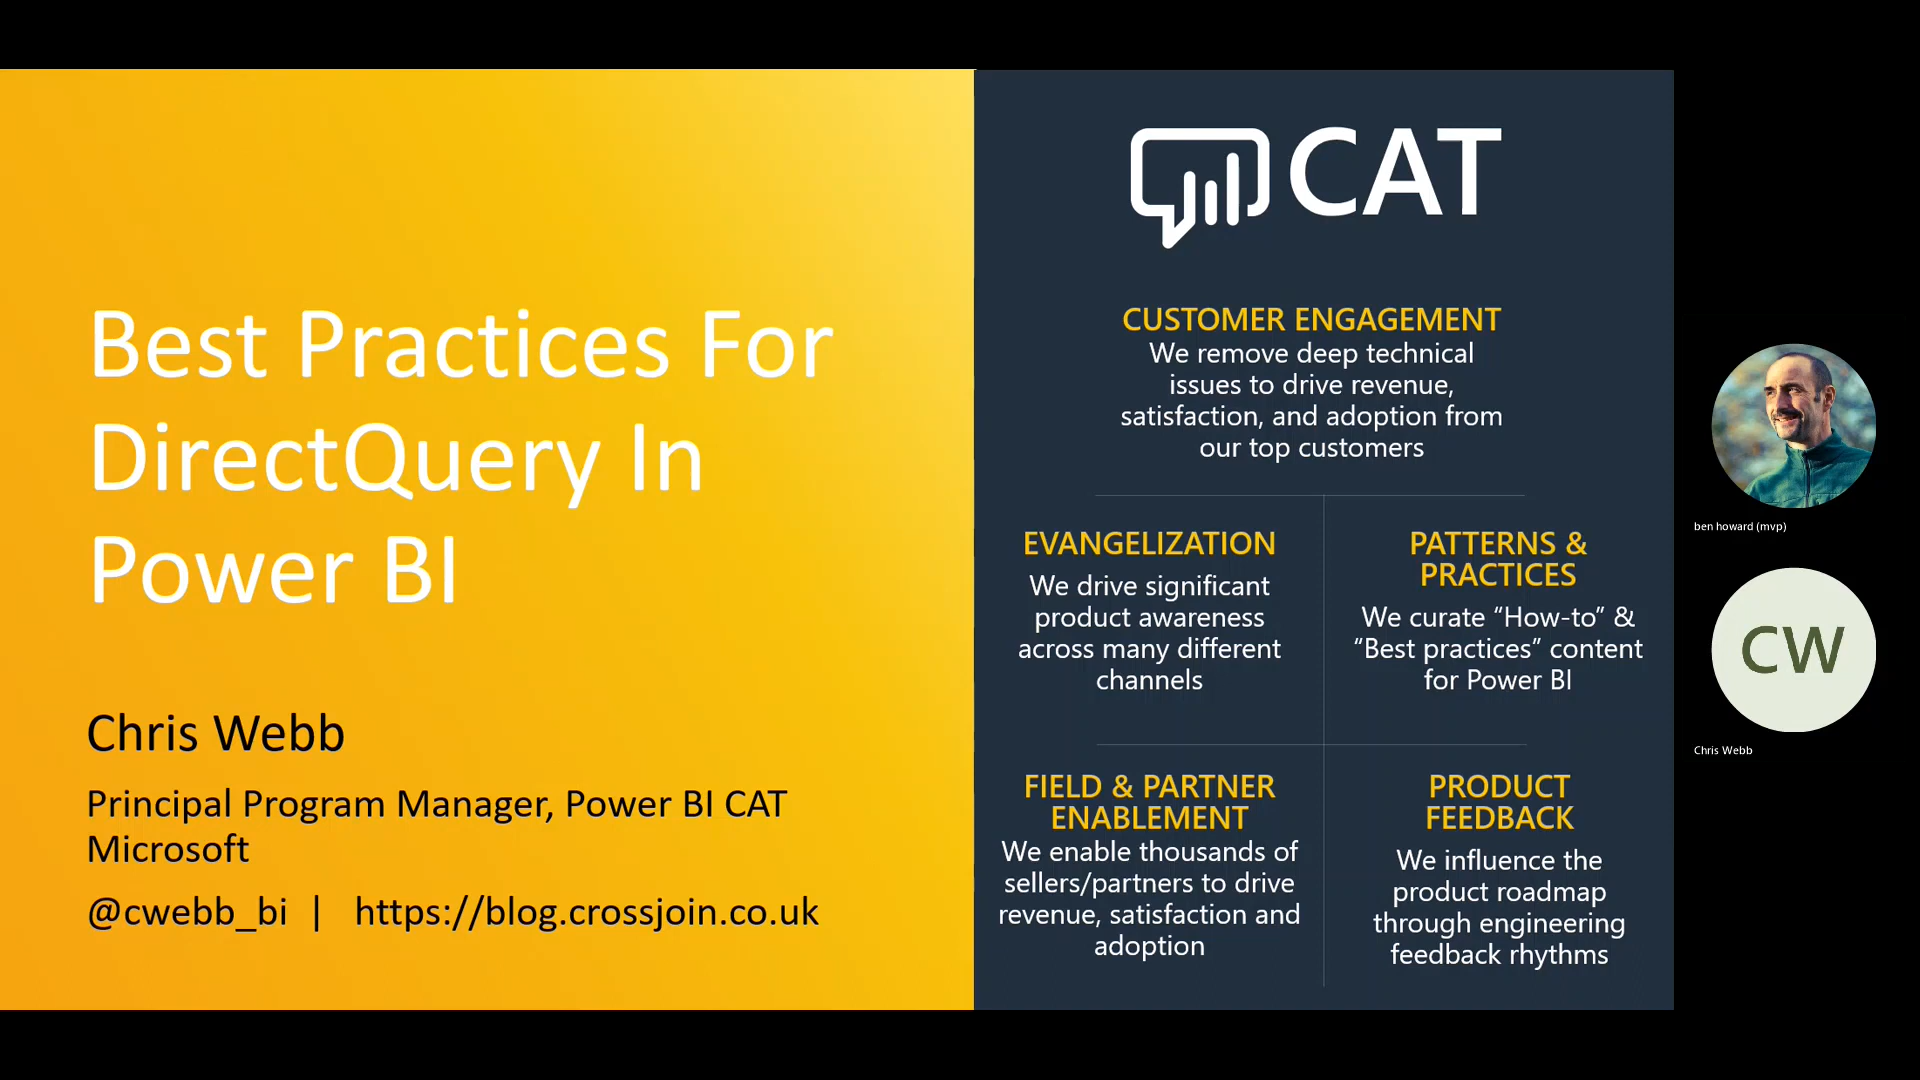 Best Practices For
DirectQuery In
Power BI
Chris Webb
Principal Program Manager, Power BI CAT
Microsoft
@cwebb_bi | https://blog.crossjoin.co.uk
CAT
CUSTOMER ENGAGEMENT
We remove deep technical
issues to drive revenue,
satisfaction, and adoption from
our top customers
EVANGELIZATION
We drive significant
product awareness
across many different
channels
PATTERNS &
PRACTICES
We curate “How-to” &
“Best practices” content
for Power BI
FIELD & PARTNER
ENABLEMENT
We enable thousands of
sellers/partners to drive
revenue, satisfaction and
adoption
PRODUCT
FEEDBACK
We influence the
product roadmap
through engineering
feedback rhythms
ben howard (mvp)
CW
Chris Webb